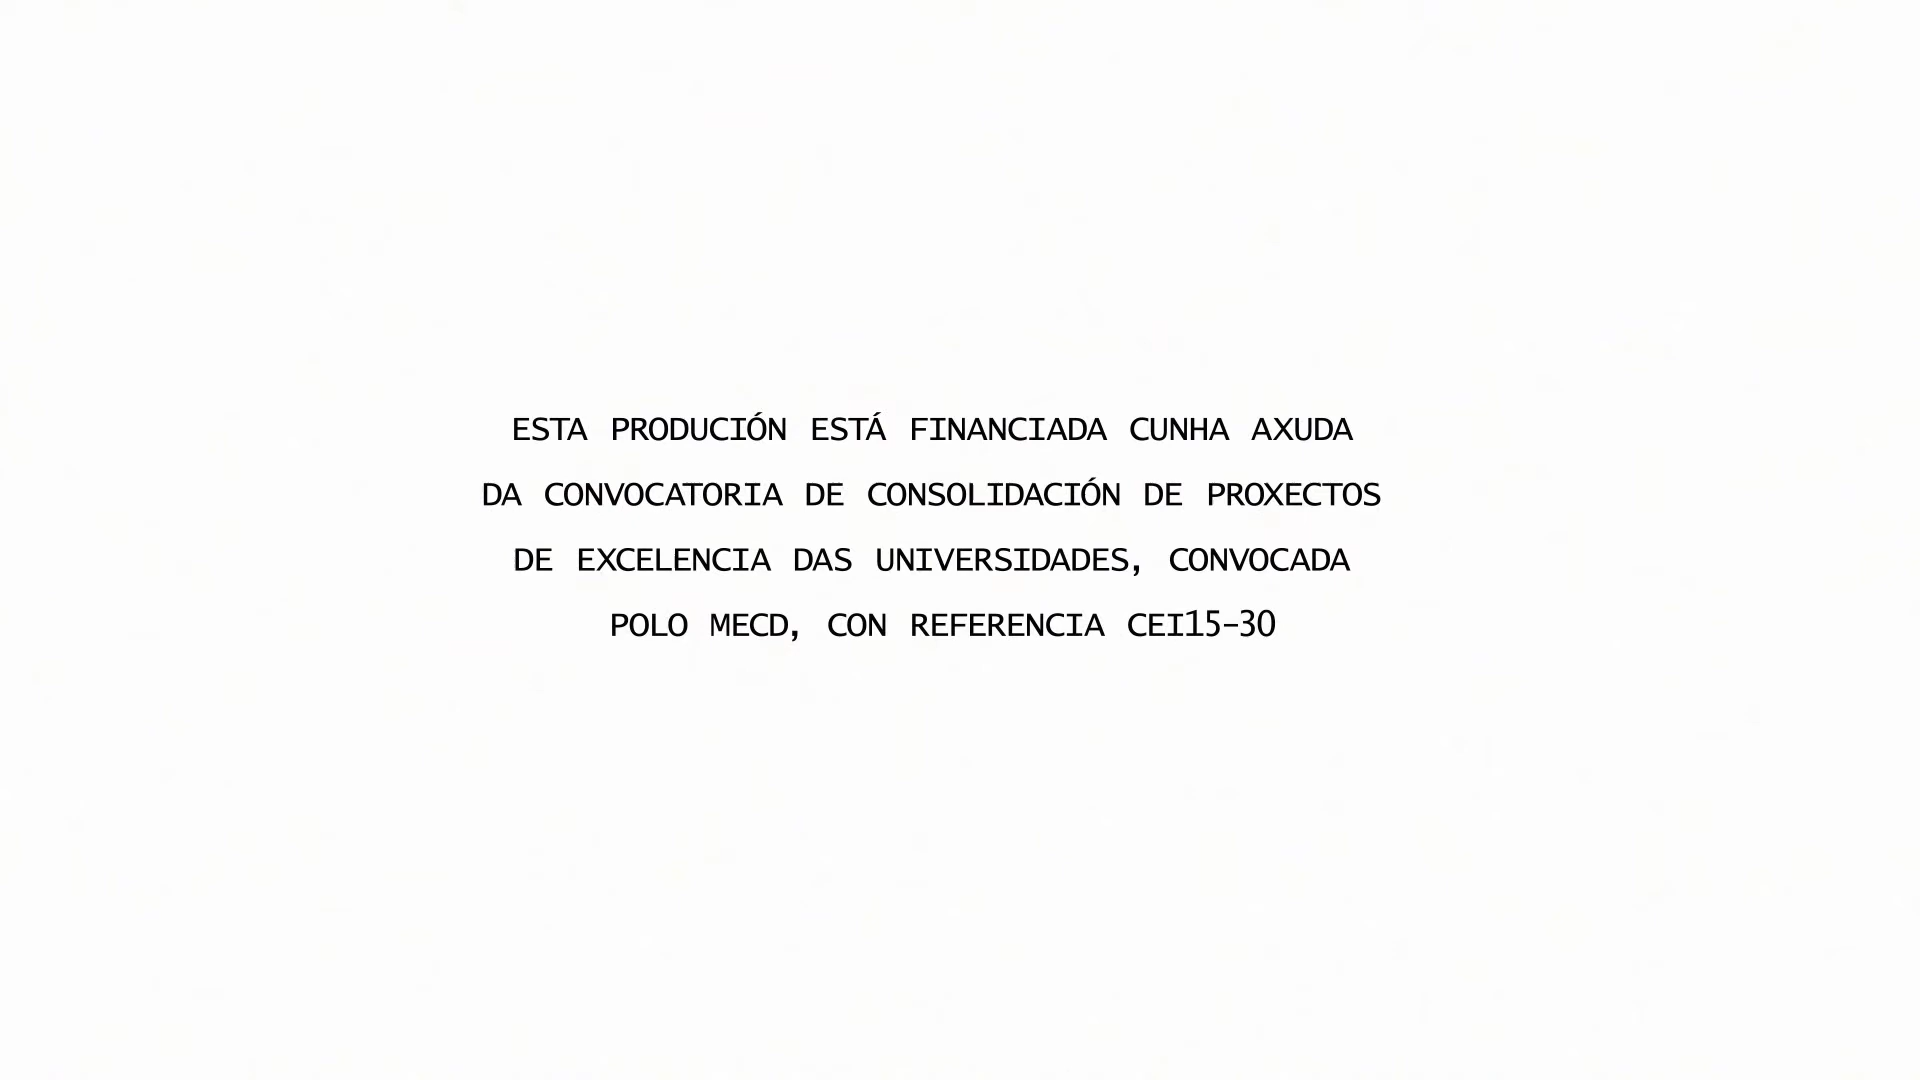 ESTA PRODUCIÓN ESTÁ FINANCIADA CUNHA AXUDA
DA CONVOCATORIA DE CONSOLIDACIÓN DE PROXECTOS
DE EXCELENCIA DAS UNIVERSIDADES, CONVOCADA
POLO MECD, CON REFERENCIA CEI15-30